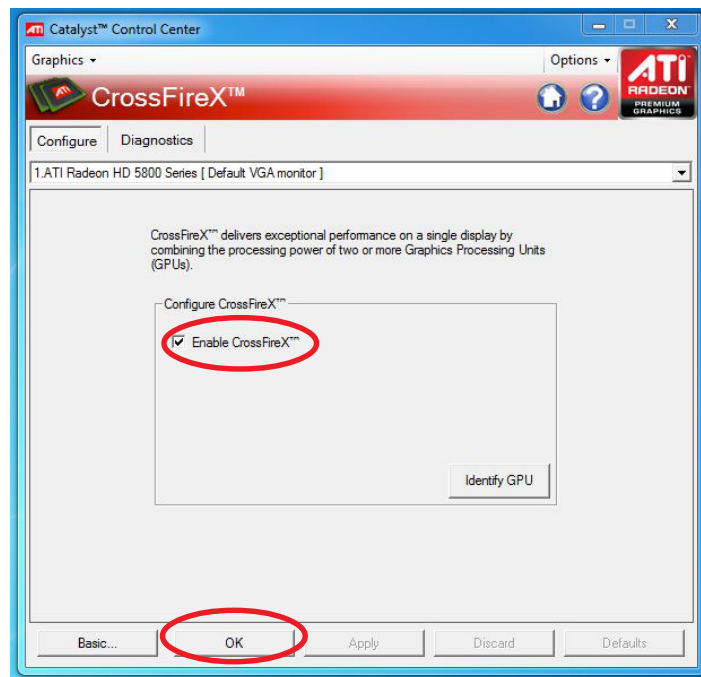 ATI Catalyst™ Control Center
Graphics Options
CrossFireX™
ATI
RADEON
PREMIUM
GRAPHICS
Configure Diagnostics
1.ATI Radeon HD 5800 Series [ Default VGA monitor ]
CrossFireX™ delivers exceptional performance on a single display by
combining the processing power of two or more Graphics Processing Units
(GPUs).
Configure CrossFireX™
Enable CrossFireX™
Identify GPU
Basic... OK Apply Discard Defaults